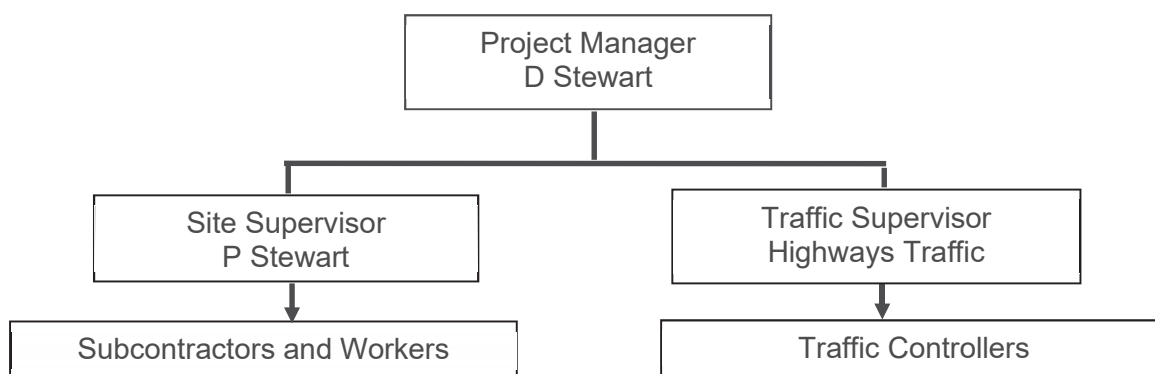 Project Manager
D Stewart
Site Supervisor
P Stewart
Traffic Supervisor
Highways Traffic
Subcontractors and Workers
Traffic Controllers